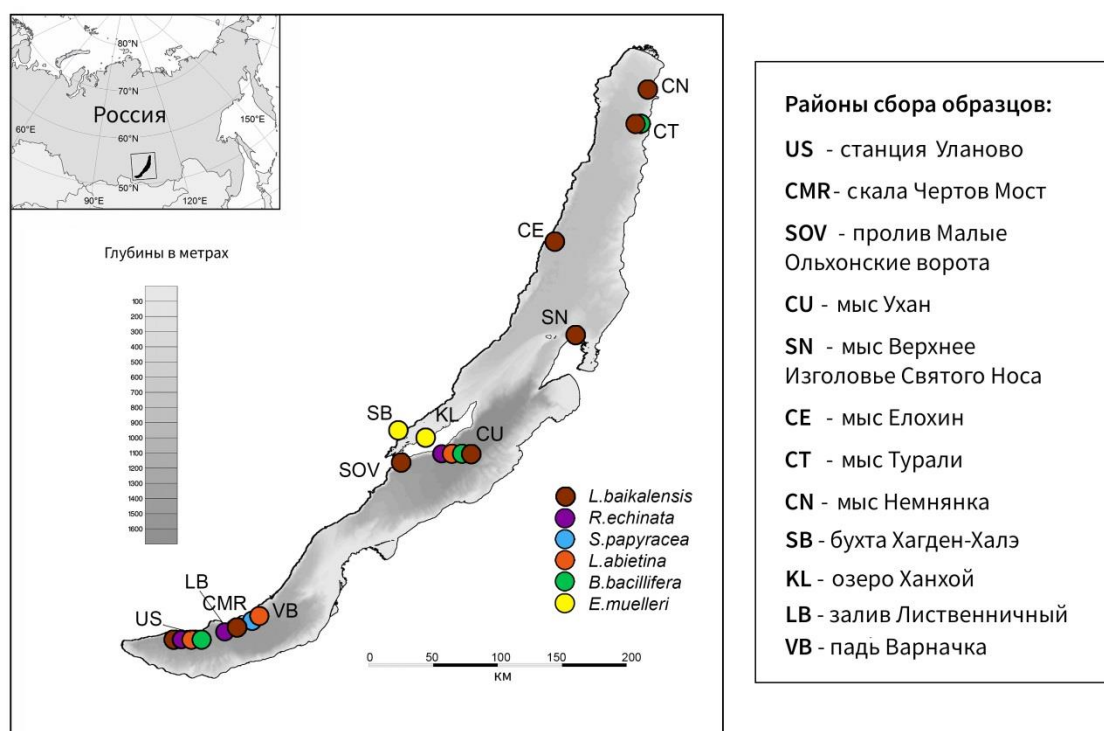 80°N
70°N
Россия
60°E
60°N
150°E
50°N
90°E
120°E
Глубины в метрах
100
200
300
400
500
600
700
800
900
1000
1100
1200
1300
1400
1500
1600
CN
CT
CE
SN
SB
KL
CU
SOV
LB
CMR
VB
US
L.baikalensis
R.echinata
S.papyracea
L.abietina
B.bacillifera
E.muelleri
0 50 100 150 200
КМ
Районы сбора образцов:
US - станция Уланово
CMR- скала Чертов Мост
SOV - пролив Малые
Ольхонские ворота
CU - мыс Ухан
SN - мыс Верхнее
Изголовье Святого Носа
CE - мыс Елохин
CT - мыс Турали
CN - мыс Немнянка
SB - бухта Хагден-Халэ
KL - озеро Ханхой
LB - залив Лиственничный
VB - падь Варначка